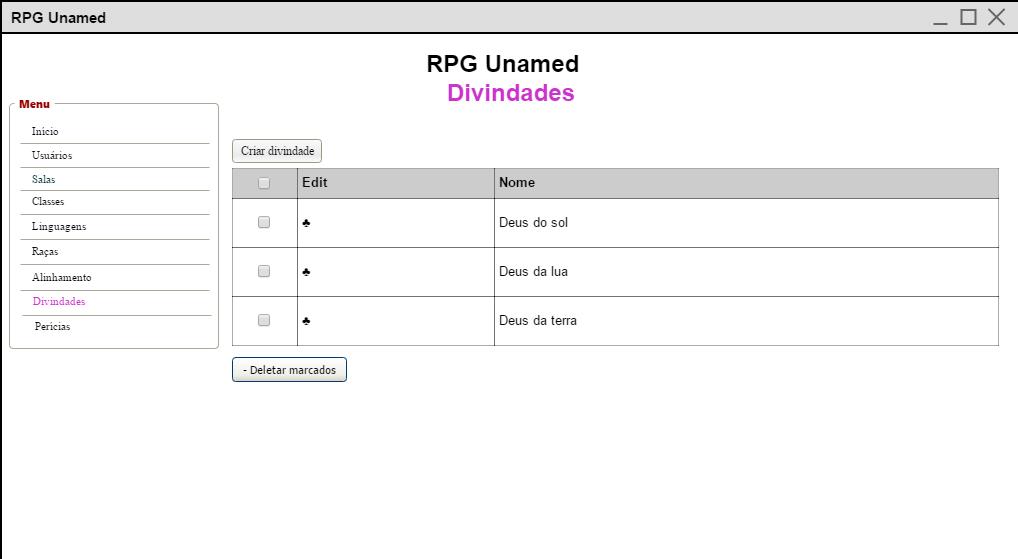 RPG Unamed
RPG Unamed
Divindades
Menu
Início
Usuários
Salas
Classes
Linguagens
Raças
Alinhamento
Divindades
Perícias
Criar divindade
Edit Nome
♣ Deus do sol
♣ Deus da lua
♣ Deus da terra
- Deletar marcados